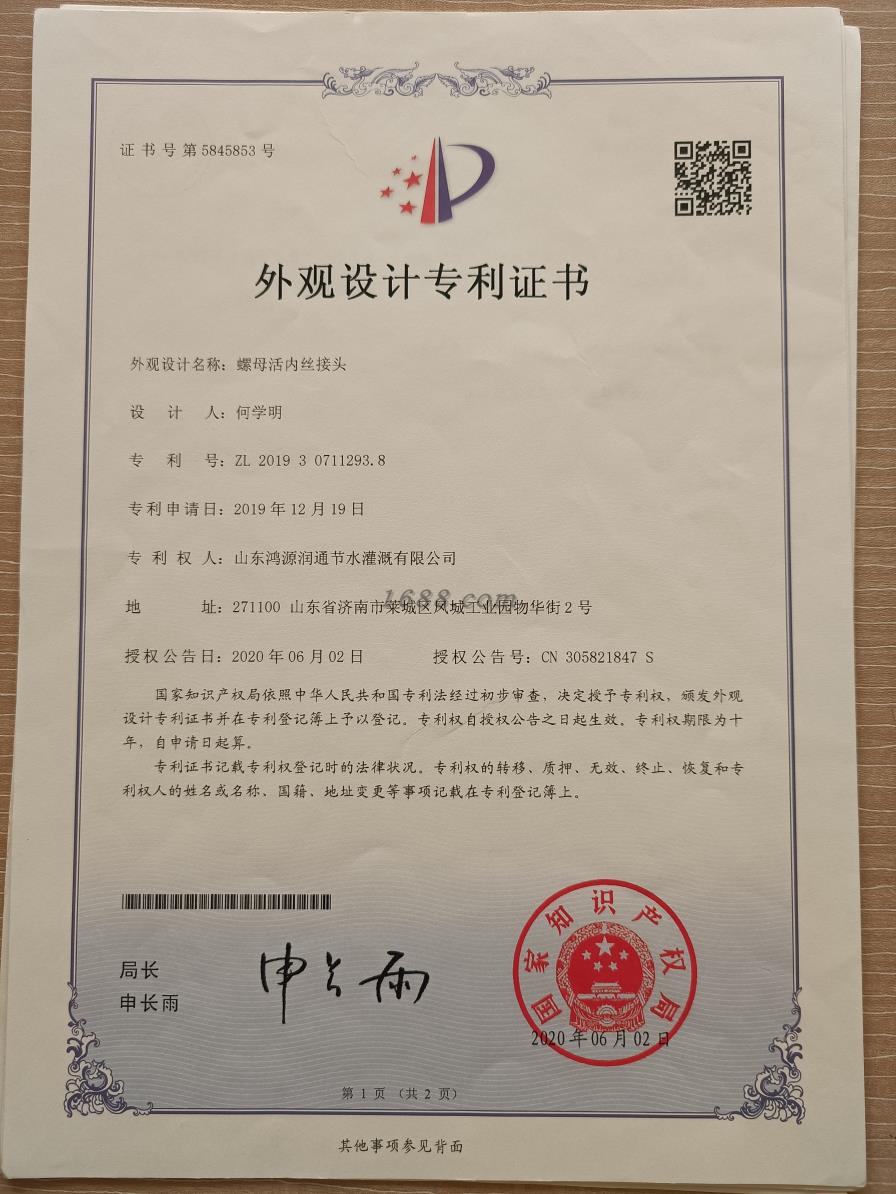 证书号第5845853号
外观设计专利证书
外观设计名称：螺母活内丝接头
设 计 人：何学明
专 利 号：ZL 2019 3 0711293.8
专利申请日：2019年12月19日
专 利 权 人：山东鸿源润通节水灌溉有限公司
地 址：271100 山东省济南市莱城区凤城工业园物华街2号
1688.com
授权公告日：2020年06月02日 授权公告号：CN 305821847 S
国家知识产权局依照中华人民共和国专利法经过初步审查，决定授予专利权，颁发外观
设计专利证书并在专利登记簿上予以登记。专利权自授权公告之日起生效。专利权期限为十
年，自申请日起算。
专利证书记载专利权登记时的法律状况。专利权的转移、质押、无效、终止、恢复和专
利权人的姓名或名称、国籍、地址变更等事项记载在专利登记簿上。
局长
申长雨
申长雨
国家知识产权局
2020年06月02日
第1页（共2页）
其他事项参见背面